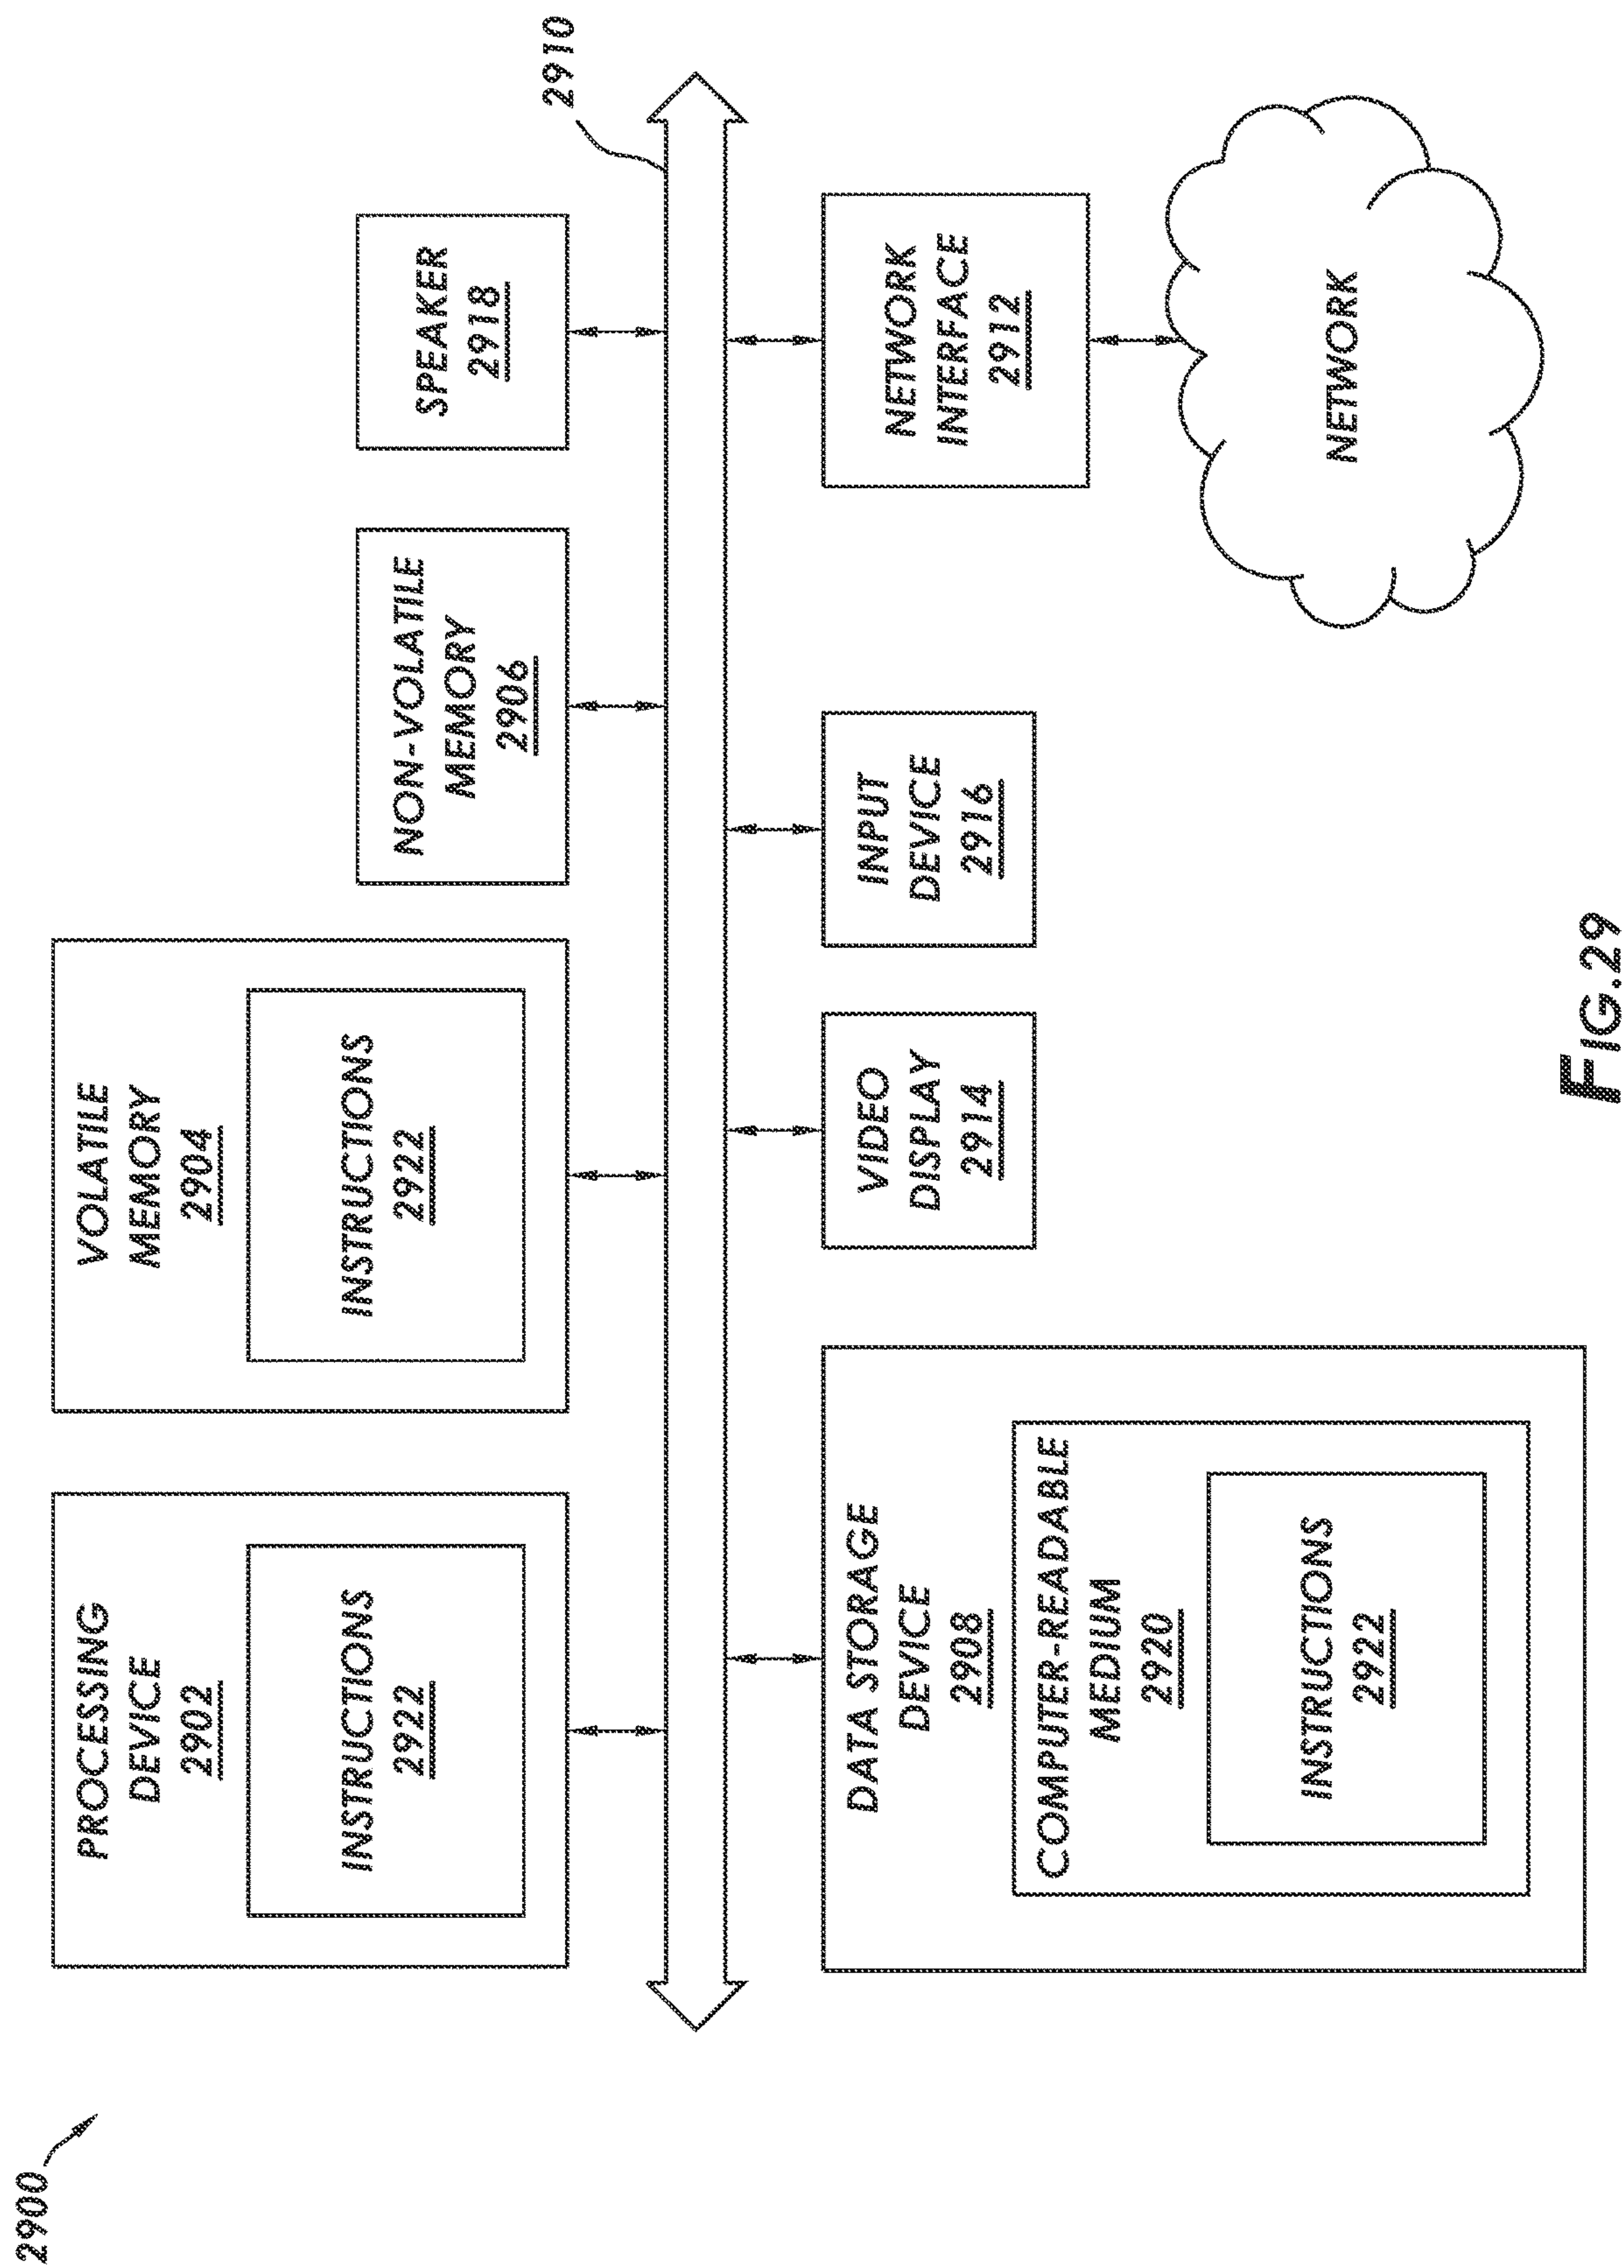 2900
PROCESSING
DEVICE
2902
INSTRUCTIONS
2922
VOLATILE
MEMORY
2904
INSTRUCTIONS
2922
NON-VOLATILE
MEMORY
2906
SPEAKER
2918
2910
DATA STORAGE
DEVICE
2908
COMPUTER-READABLE
MEDIUM
2920
INSTRUCTIONS
2922
VIDEO
DISPLAY
2914
INPUT
DEVICE
2916
NETWORK
INTERFACE
2912
NETWORK
FIG.29